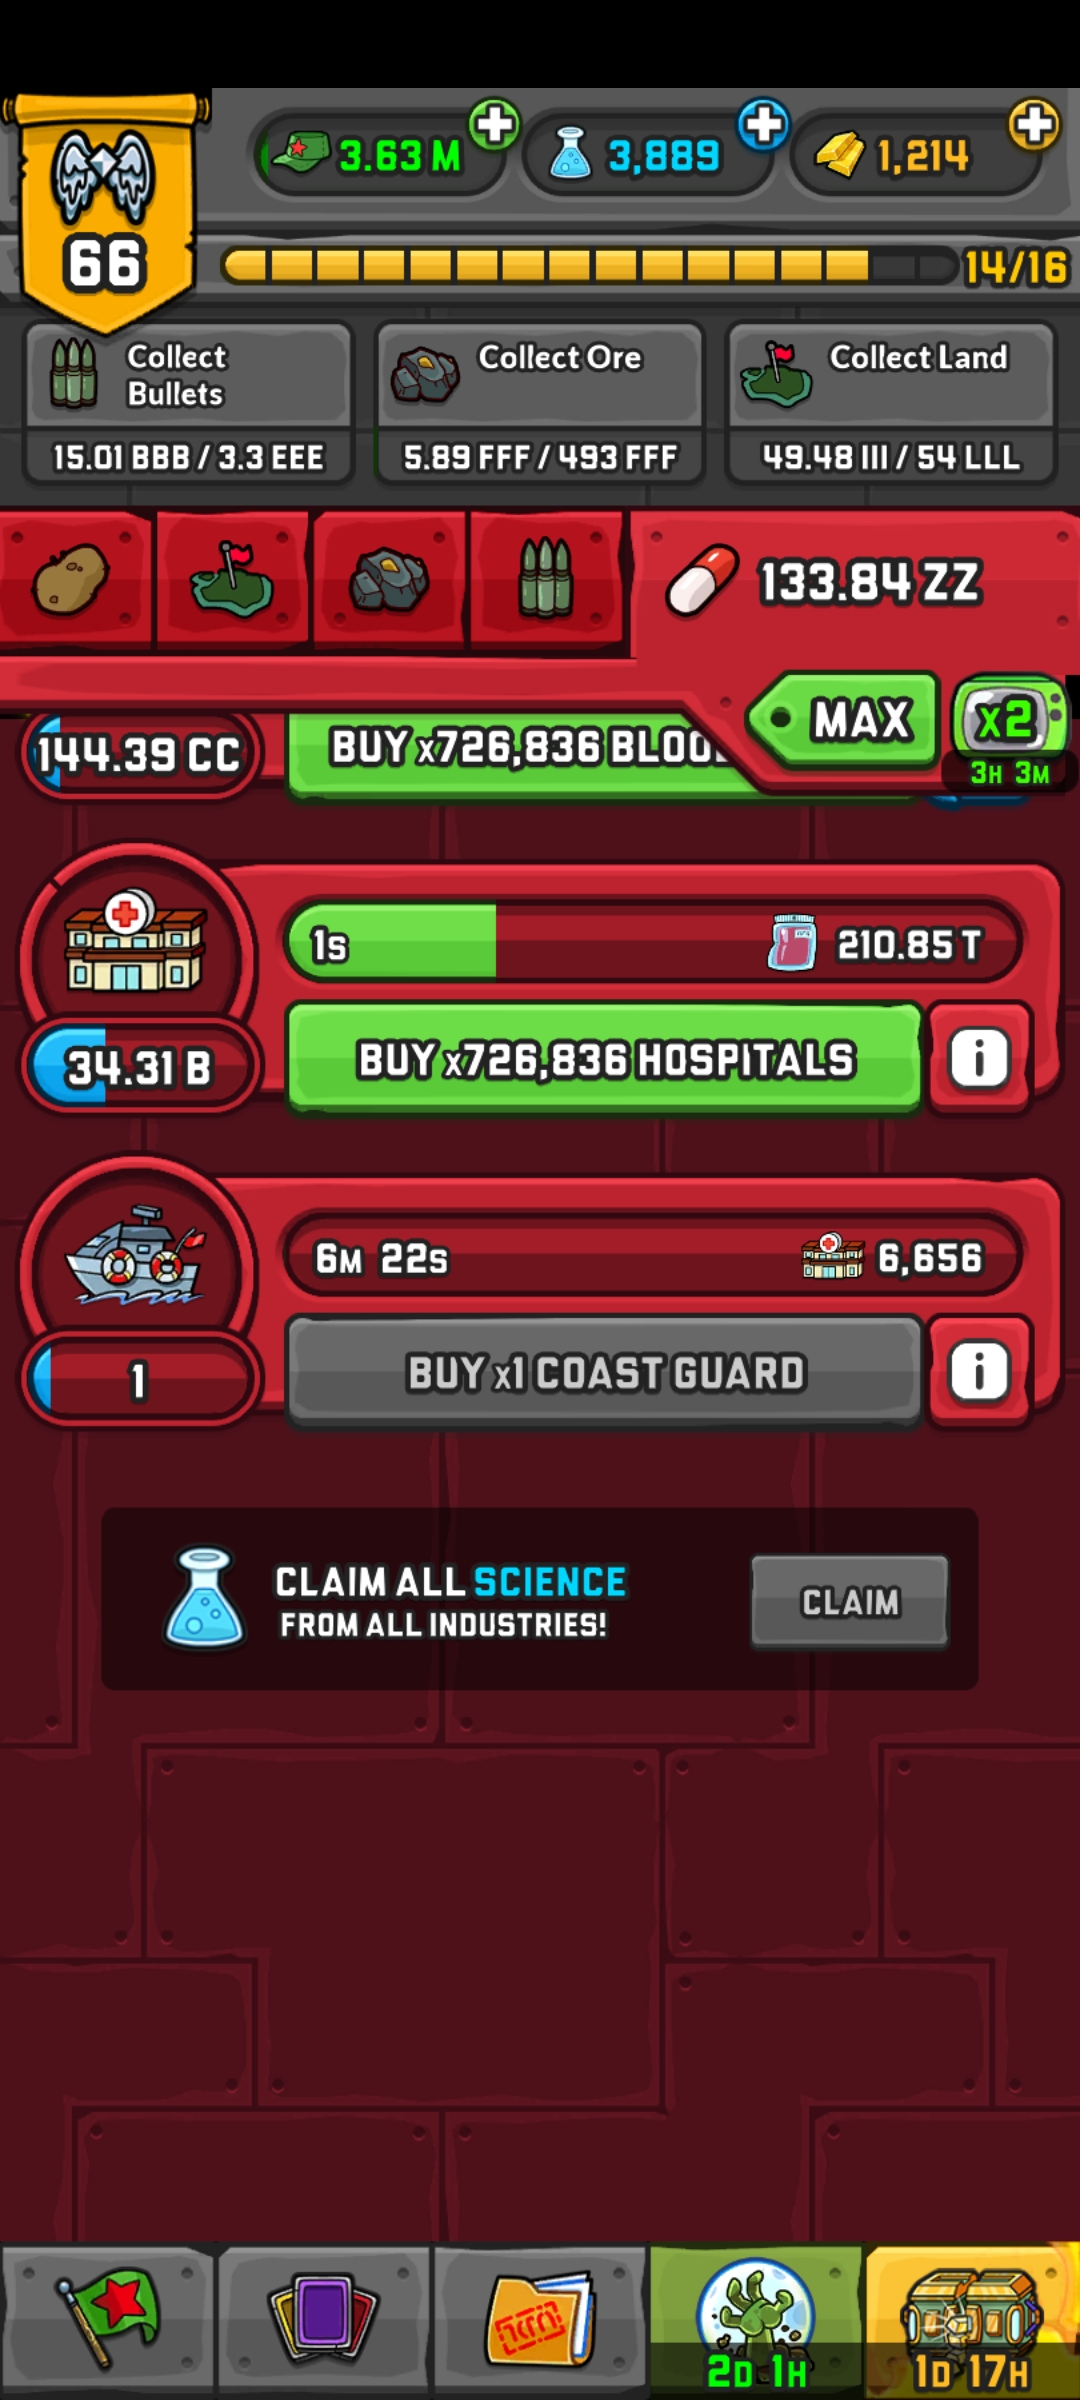 3.63 M
3,889
1,214
66
14/16
Collect
Bullets
Collect Ore
Collect Land
15.01 BBB / 3.3 EEE
5.89 FFF / 493 FFF
49.48 III / 54 LLL
133.84 ZZ
MAX
x2
3H 3M
144.39 CC
BUY x726,836 BLOO
1s
210.85 T
34.31 B
BUY x726,836 HOSPITALS
i
6M 22s
6,656
1
BUY x1 COAST GUARD
i
CLAIM ALL SCIENCE
FROM ALL INDUSTRIES!
CLAIM
2D 1H
1D 17H